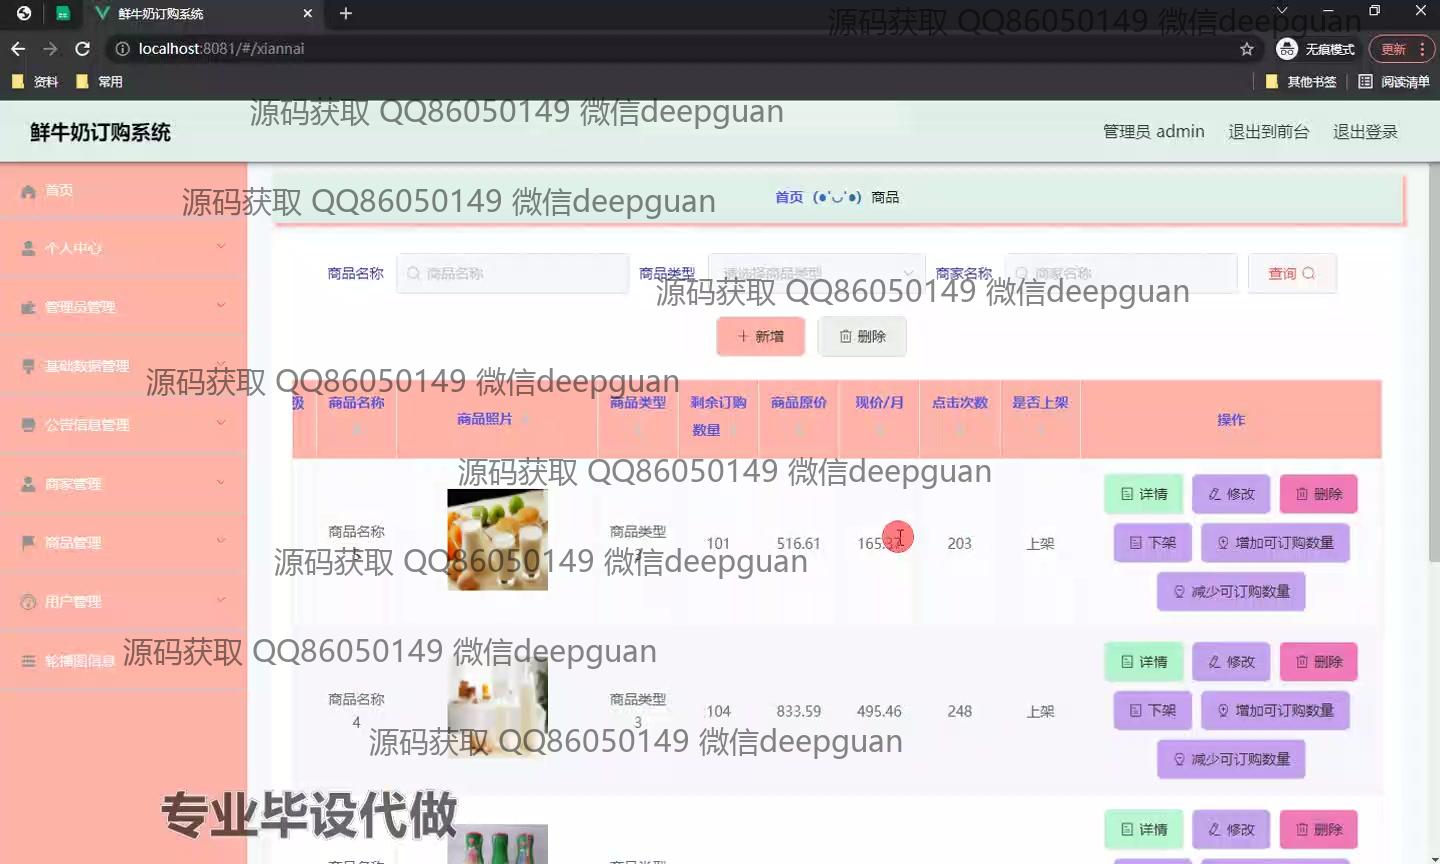 鲜牛奶订购系统
源码获取 QQ86050149 微信deepguan
localhost:8081/#/xiannai
无痕模式
更新
资料
常用
其他书签
阅读清单
源码获取 QQ86050149 微信deepguan
鲜牛奶订购系统
管理员 admin
退出到前台
退出登录
首页
源码获取 QQ86050149 微信deepguan
首页 (●'◡'●) 商品
个人中心
商品名称
商品名称
商品类型
请选择商品类型
商家名称
商家名称
查询
源码获取 QQ86050149 微信deepguan
管理员管理
+ 新增
删除
基础数据管理
源码获取 QQ86050149 微信deepguan
级
商品名称
商品照片
商品类型
剩余订购
数量
商品原价
现价/月
点击次数
是否上架
操作
公告信息管理
源码获取 QQ86050149 微信deepguan
商家管理
详情
修改
删除
商品名称
5
商品类型
101
516.61
203
上架
下架
增加可订购数量
减少可订购数量
商品管理
源码获取 QQ86050149 微信deepguan
用户管理
轮播图信息
源码获取 QQ86050149 微信deepguan
详情
修改
删除
商品名称
4
商品类型
3
104
833.59
495.46
248
上架
下架
增加可订购数量
减少可订购数量
源码获取 QQ86050149 微信deepguan
专业毕设代做
详情
修改
删除